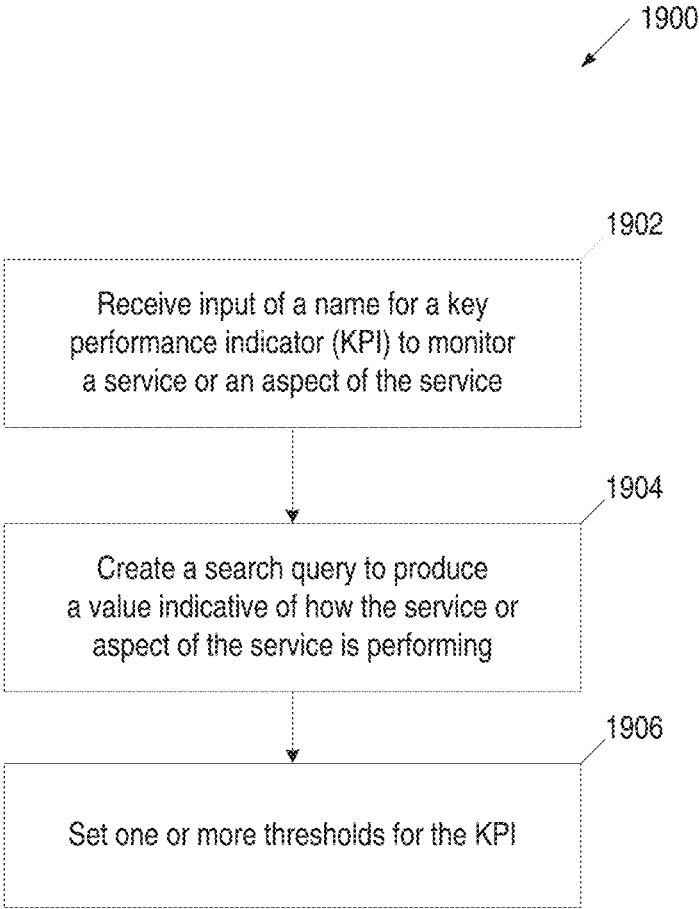 1900
1902
Receive input of a name for a key
performance indicator (KPI) to monitor
a service or an aspect of the service
1904
Create a search query to produce
a value indicative of how the service or
aspect of the service is performing
1906
Set one or more thresholds for the KPI